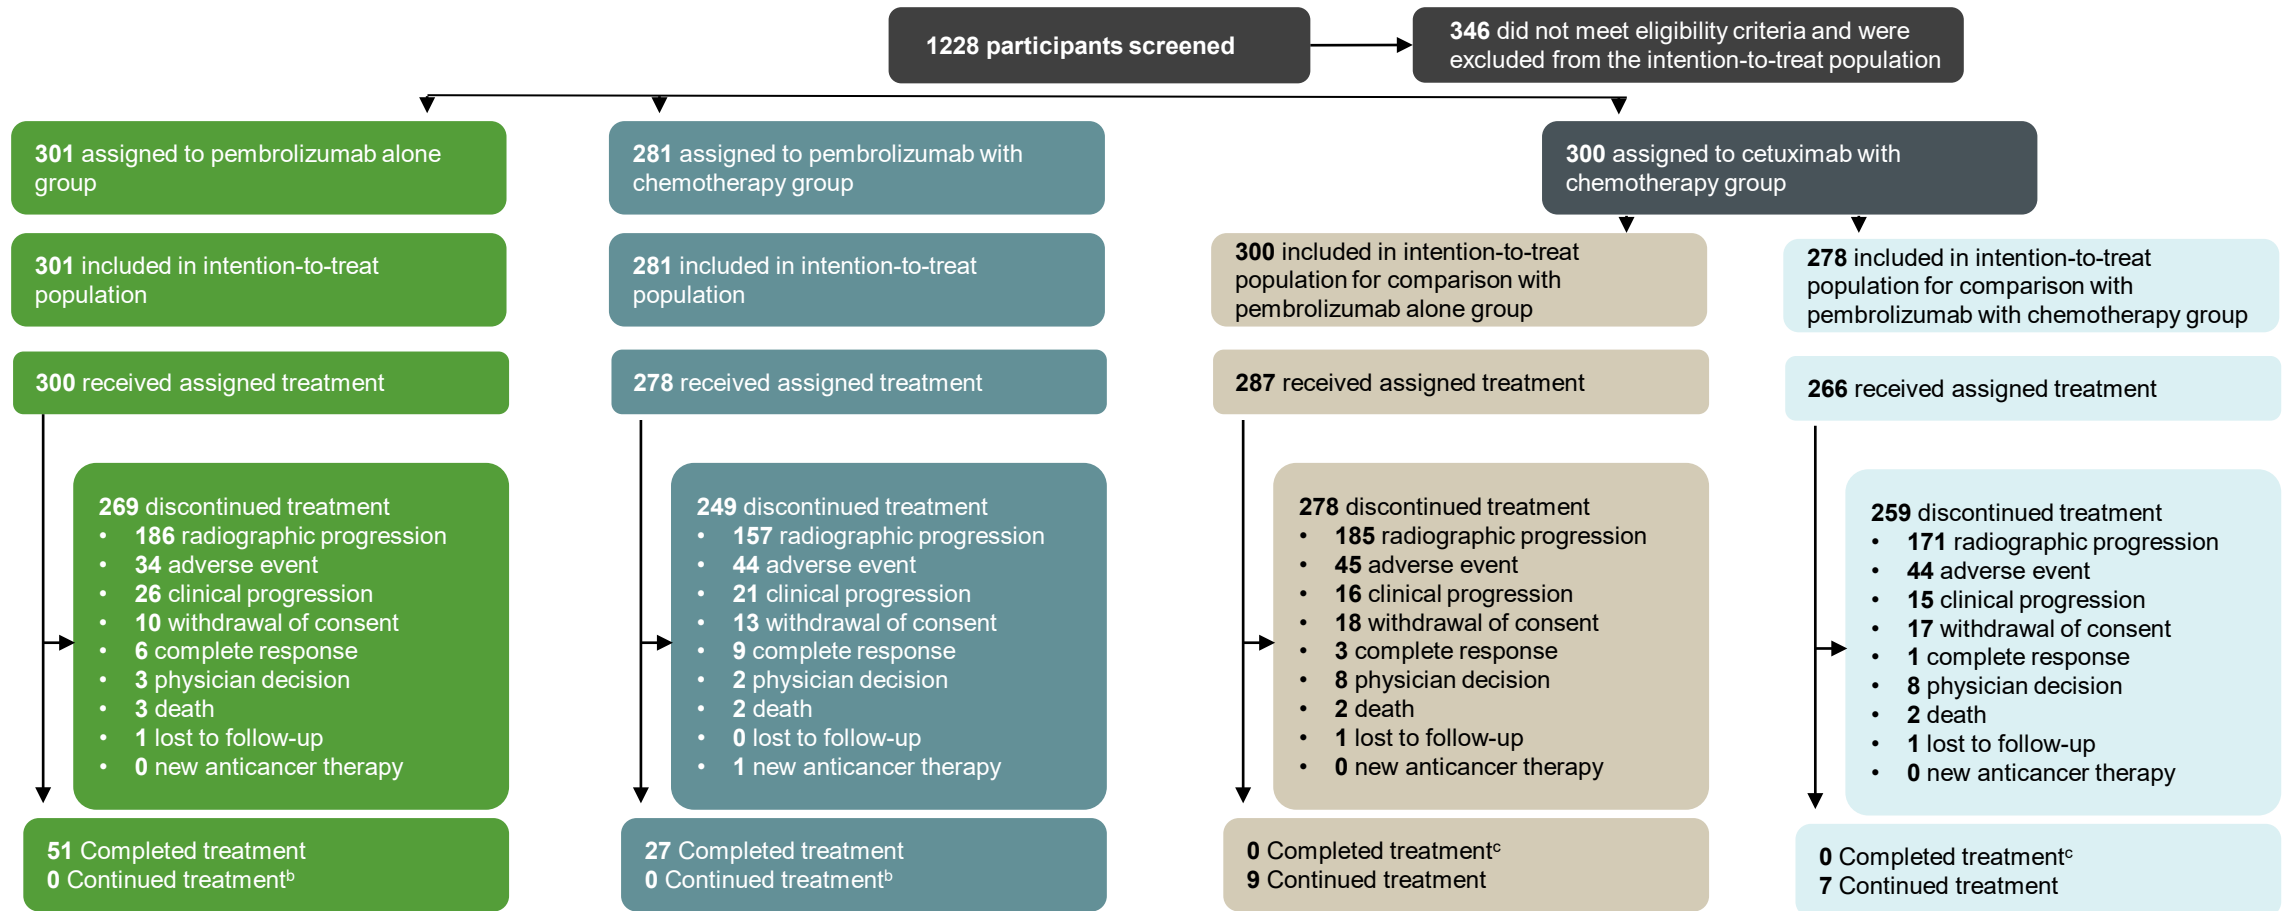 1228 participants screened
346 did not meet eligibility criteria and were
excluded from the intention-to-treat population
301 assigned to pembrolizumab alone
group
281 assigned to pembrolizumab with
chemotherapy group
300 assigned to cetuximab with
chemotherapy group
301 included in intention-to-treat
population
281 included in intention-to-treat
population
300 included in intention-to-treat
population for comparison with
pembrolizumab alone group
278 included in intention-to-treat
population for comparison with
pembrolizumab with chemotherapy group
300 received assigned treatment
278 received assigned treatment
287 received assigned treatment
266 received assigned treatment
269 discontinued treatment
• 186 radiographic progression
• 34 adverse event
• 26 clinical progression
• 10 withdrawal of consent
• 6 complete response
• 3 physician decision
• 3 death
• 1 lost to follow-up
• 0 new anticancer therapy
249 discontinued treatment
• 157 radiographic progression
• 44 adverse event
• 21 clinical progression
• 13 withdrawal of consent
• 9 complete response
• 2 physician decision
• 2 death
• 0 lost to follow-up
• 1 new anticancer therapy
278 discontinued treatment
• 185 radiographic progression
• 45 adverse event
• 16 clinical progression
• 18 withdrawal of consent
• 3 complete response
• 8 physician decision
• 2 death
• 1 lost to follow-up
• 0 new anticancer therapy
259 discontinued treatment
• 171 radiographic progression
• 44 adverse event
• 15 clinical progression
• 17 withdrawal of consent
• 1 complete response
• 8 physician decision
• 2 death
• 1 lost to follow-up
• 0 new anticancer therapy
51 Completed treatment
0 Continued treatmentᵇ
27 Completed treatment
0 Continued treatmentᵇ
0 Completed treatmentᶜ
9 Continued treatment
0 Completed treatmentᶜ
7 Continued treatment